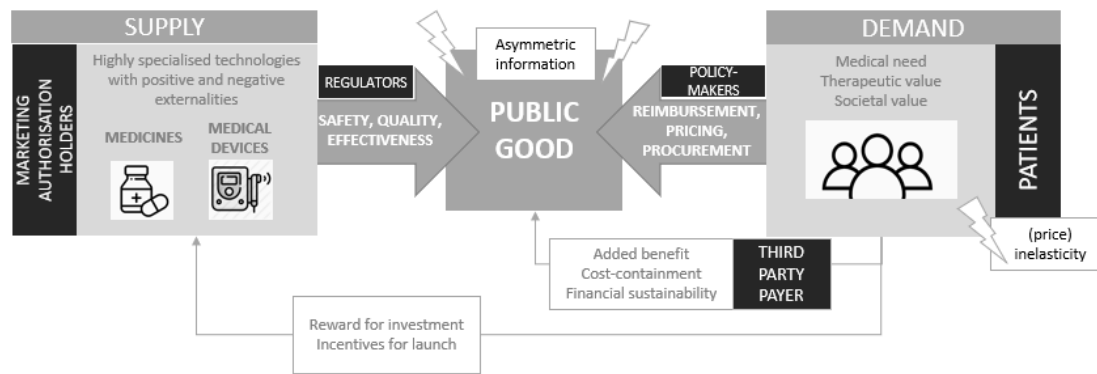 SUPPLY
MARKETING
AUTHORISATION
HOLDERS
Highly specialised technologies
with positive and negative
externalities
MEDICINES
MEDICAL
DEVICES
REGULATORS
SAFETY, QUALITY,
EFFECTIVENESS
Asymmetric
information
PUBLIC
GOOD
POLICY-
MAKERS
REIMBURSEMENT,
PRICING,
PROCUREMENT
DEMAND
Medical need
Therapeutic value
Societal value
PATIENTS
(price)
inelasticity
Added benefit
Cost-containment
Financial sustainability
THIRD
PARTY
PAYER
Reward for investment
Incentives for launch